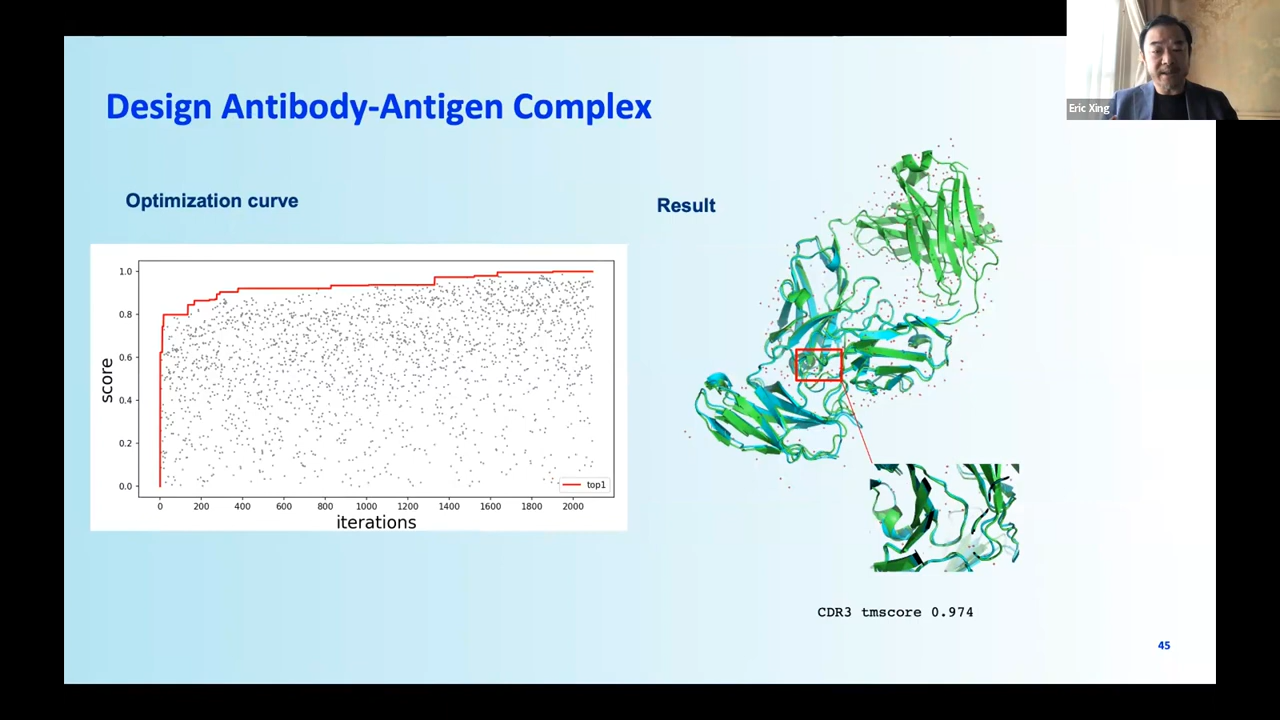 Eric Xing
Design Antibody-Antigen Complex
Optimization curve
Result
1.0
0.8
0.6
0.4
0.2
0.0
score
top1
0 200 400 600 800 1000 1200 1400 1600 1800 2000
iterations
CDR3 tmscore 0.974
45